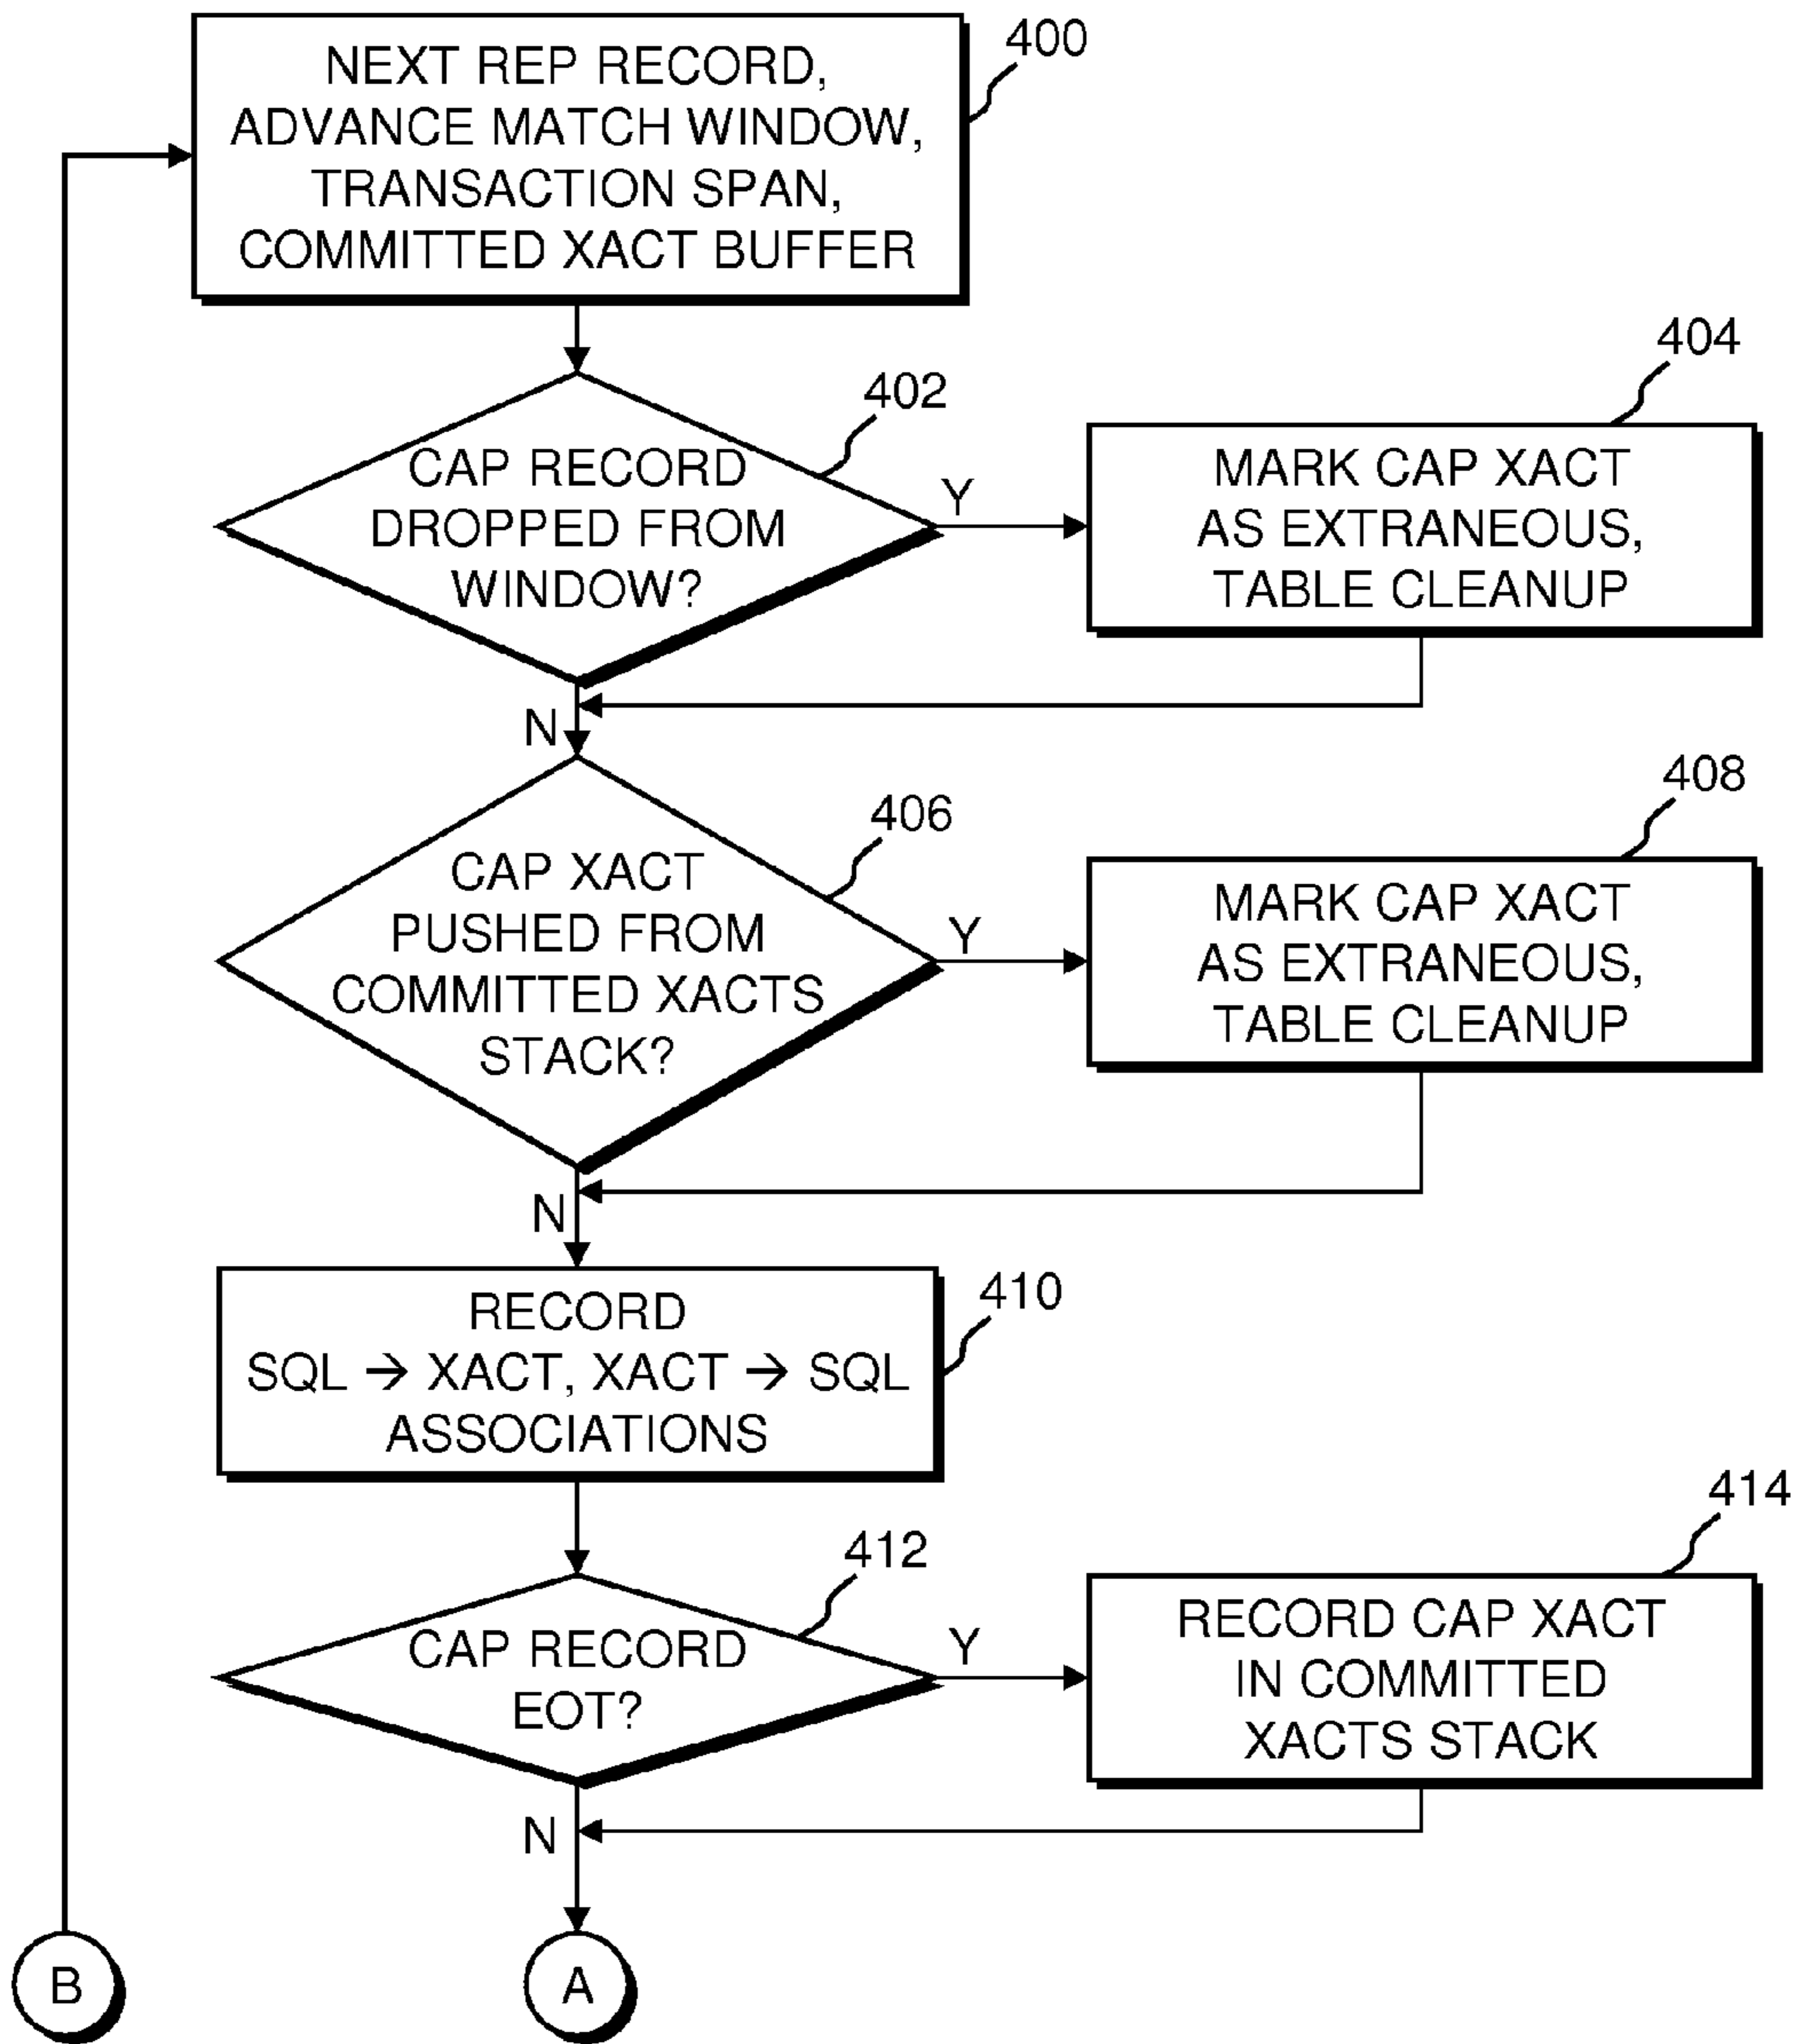 400
NEXT REP RECORD,
ADVANCE MATCH WINDOW,
TRANSACTION SPAN,
COMMITTED XACT BUFFER
402
CAP RECORD
DROPPED FROM
WINDOW?
Y
404
MARK CAP XACT
AS EXTRANEOUS,
TABLE CLEANUP
N
406
CAP XACT
PUSHED FROM
COMMITTED XACTS
STACK?
Y
408
MARK CAP XACT
AS EXTRANEOUS,
TABLE CLEANUP
N
410
RECORD
SQL → XACT, XACT → SQL
ASSOCIATIONS
412
CAP RECORD
EOT?
Y
414
RECORD CAP XACT
IN COMMITTED
XACTS STACK
N
B
A